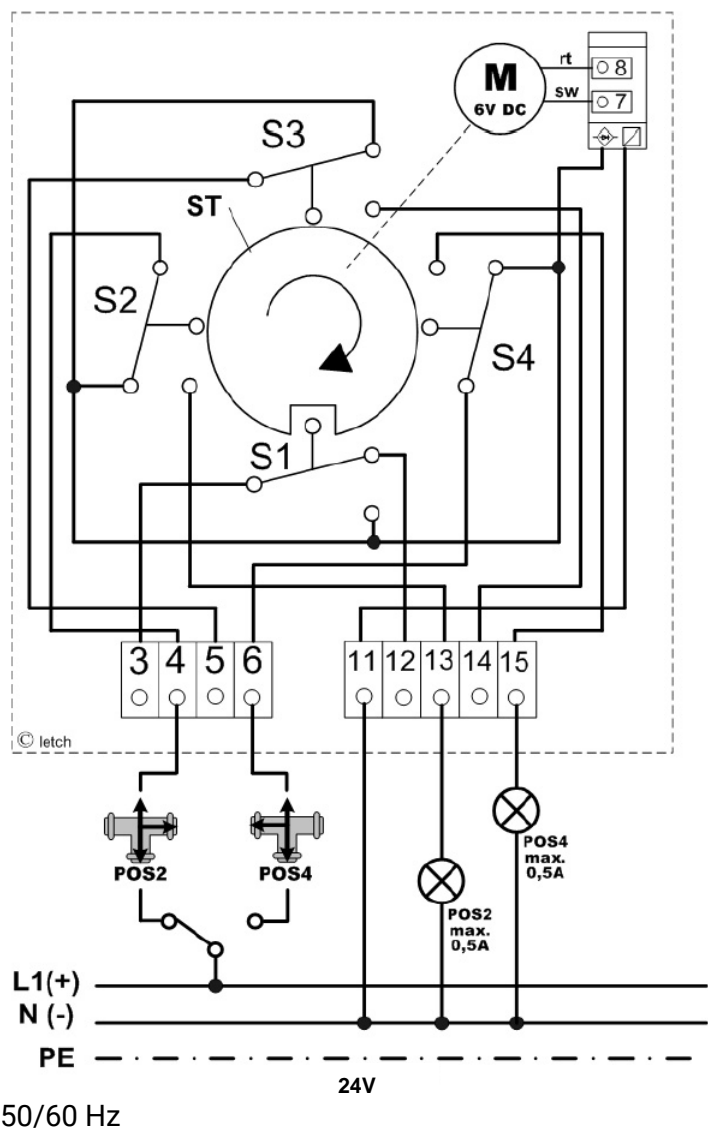 rt
8
M
6V DC
sw
7
S3
ST
S2
S4
S1
3 4 5 6
11 12 13 14 15
© letch
POS2
POS4
POS4
max.
0,5A
POS2
max.
0,5A
L1(+)
N (-)
PE
24V
50/60 Hz